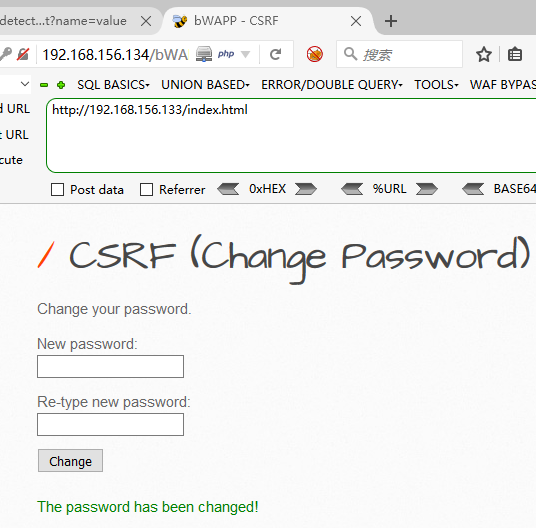 detect...t?name=value
bWAPP - CSRF
192.168.156.134/bWA
php
搜索
SQL BASICS UNION BASED ERROR/DOUBLE QUERY TOOLS WAF BYPAS
d URL
http://192.168.156.133/index.html
t URL
cute
Post data Referrer 0xHEX %URL BASE64
/ CSRF (Change Password)
Change your password.
New password:
Re-type new password:
Change
The password has been changed!